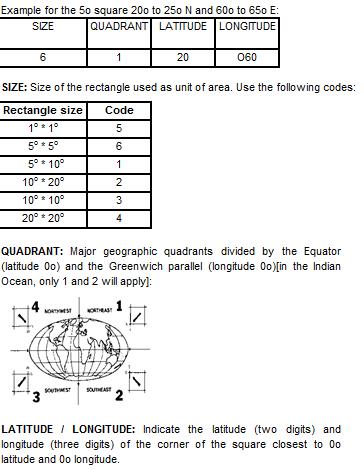 Example for the 5o square 20o to 25o N and 60o to 65o E:
SIZE QUADRANT LATITUDE LONGITUDE
6 1 20 O60
SIZE: Size of the rectangle used as unit of area. Use the following codes:
Rectangle size Code
1° * 1° 5
5° * 5° 6
5° * 10° 1
10° * 20° 2
10° * 10° 3
20° * 20° 4
QUADRANT: Major geographic quadrants divided by the Equator
(latitude 0o) and the Greenwich parallel (longitude 0o)[in the Indian
Ocean, only 1 and 2 will apply]:
4 NORTHWEST NORTHEAST 1
3 SOUTHWEST SOUTHEAST 2
LATITUDE / LONGITUDE: Indicate the latitude (two digits) and
longitude (three digits) of the corner of the square closest to 0o
latitude and 0o longitude.